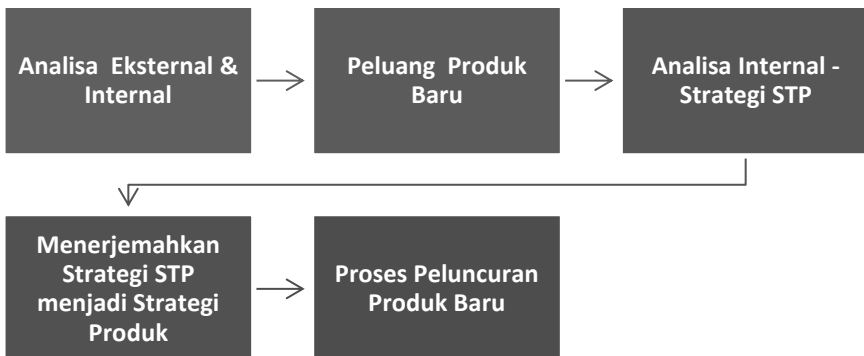 Analisa Eksternal &
Internal
Peluang Produk
Baru
Analisa Internal -
Strategi STP
Menerjemahkan
Strategi STP
menjadi Strategi
Produk
Proses Peluncuran
Produk Baru